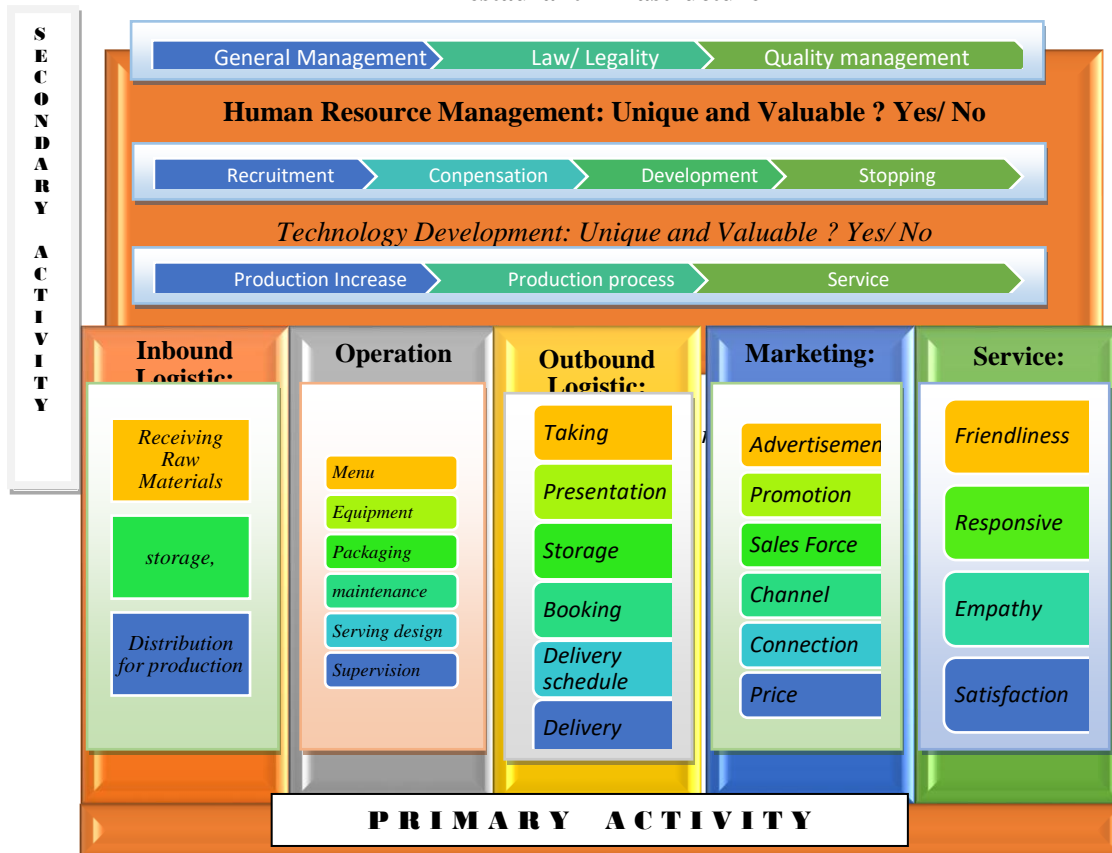 SECONDARY ACTIVITY
General Management
Law/ Legality
Quality management
Human Resource Management: Unique and Valuable ? Yes/ No
Recruitment
Conpensation
Development
Stopping
Technology Development: Unique and Valuable ? Yes/ No
Production Increase
Production process
Service
Inbound
Logistic:
Receiving
Raw
Materials
storage,
Distribution
for production
Operation
Menu
Equipment
Packaging
maintenance
Serving design
Supervision
Outbound
Logistic:
Taking
Presentation
Storage
Booking
Delivery
schedule
Delivery
Marketing:
Advertisemen
Promotion
Sales Force
Channel
Connection
Price
Service:
Friendliness
Responsive
Empathy
Satisfaction
PRIMARY ACTIVITY